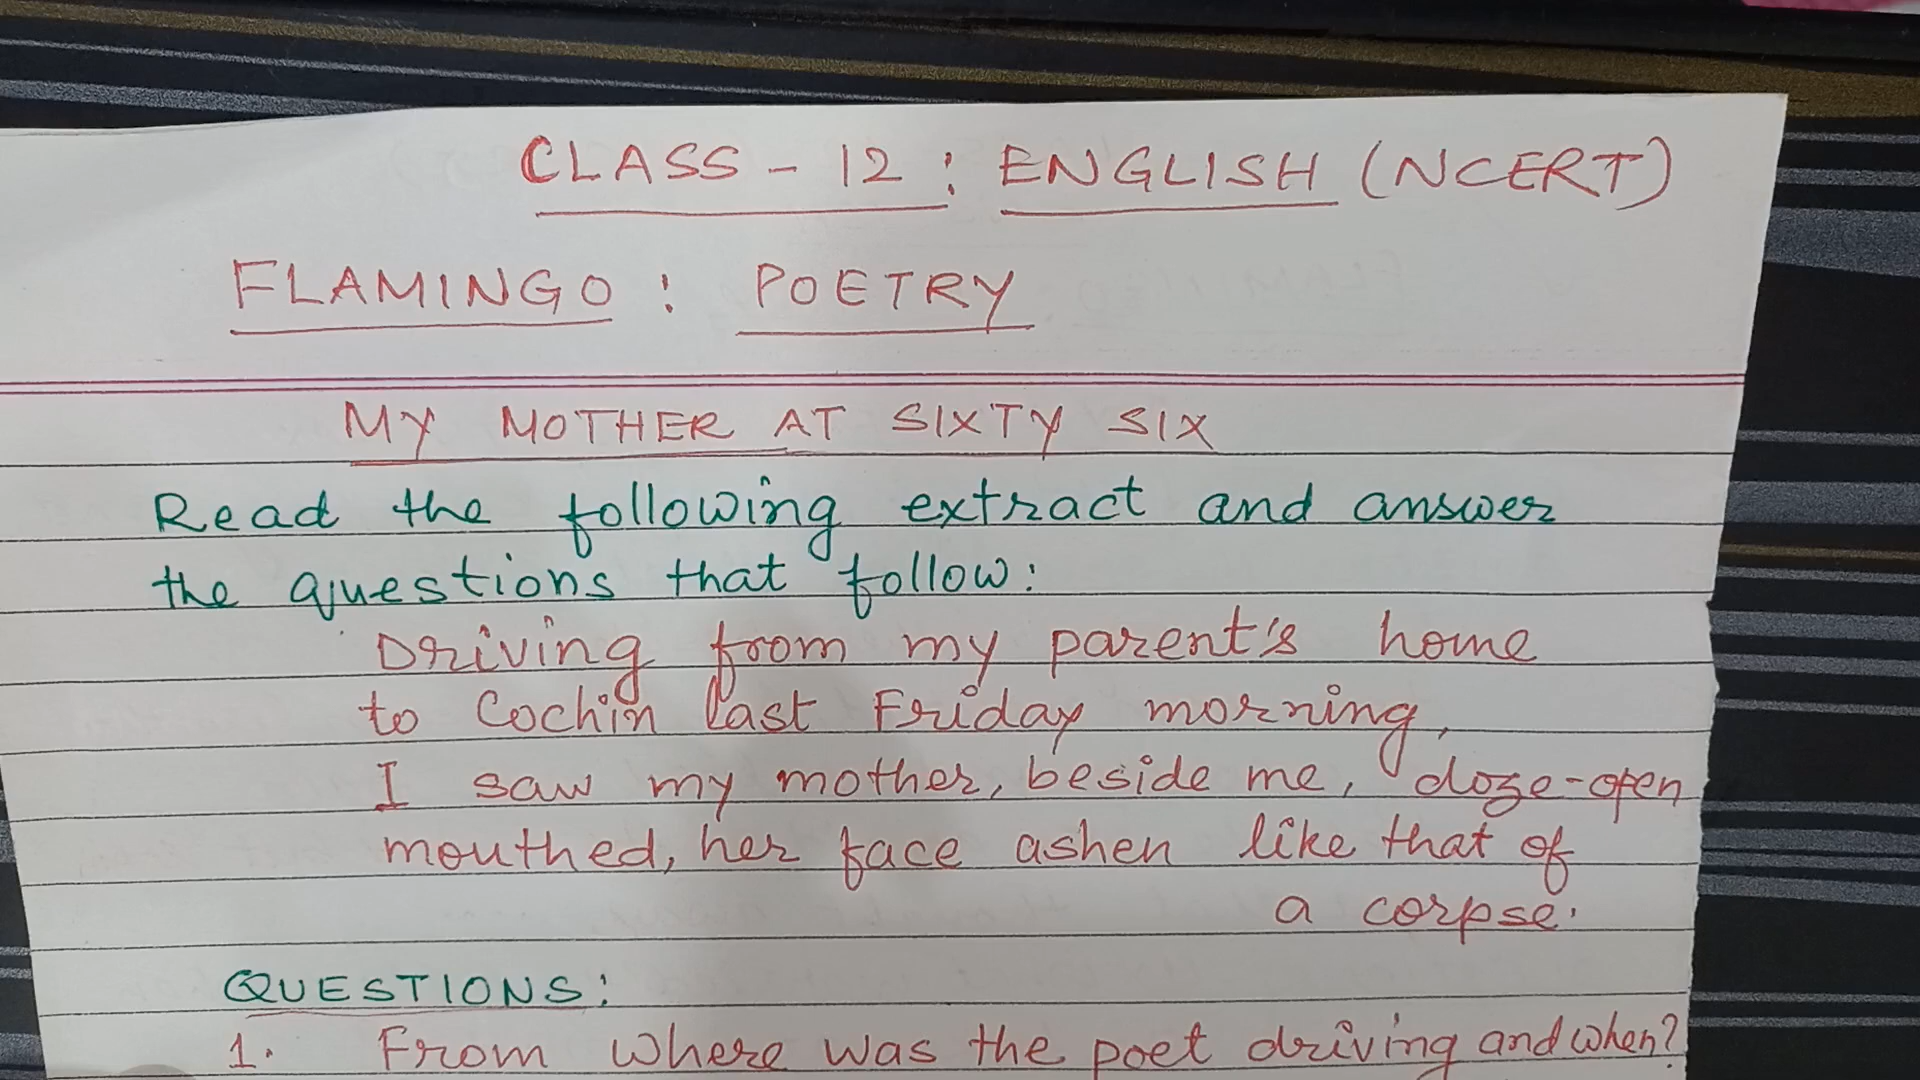 CLASS - 12 : ENGLISH (NCERT)
FLAMINGO : POETRY
MY MOTHER AT SIXTY SIX
Read the following extract and answer
the questions that follow:
Driving from my parent's home
to Cochin last Friday morning,
I saw my mother, beside me, doze-open
mouthed, her face ashen like that of
a corpse.
QUESTIONS:
1. From where was the poet driving and when?